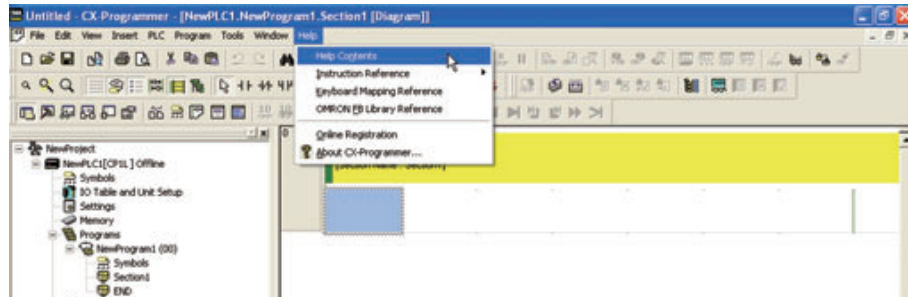 Untitled - CX-Programmer - [NewPLC1.NewProgram1.Section1 [Diagram]]
File Edit View Insert PLC Program Tools Window Help
Help Contents
Instruction Reference
Keyboard Mapping Reference
OMRON FB Library Reference
Online Registration
About CX-Programmer....
0
[Section Name : Section1]
NewProject
NewPLC1[CP1L] Offline
Symbols
IO Table and Unit Setup
Settings
Memory
Programs
NewProgram1 (00)
Symbols
Section1
END